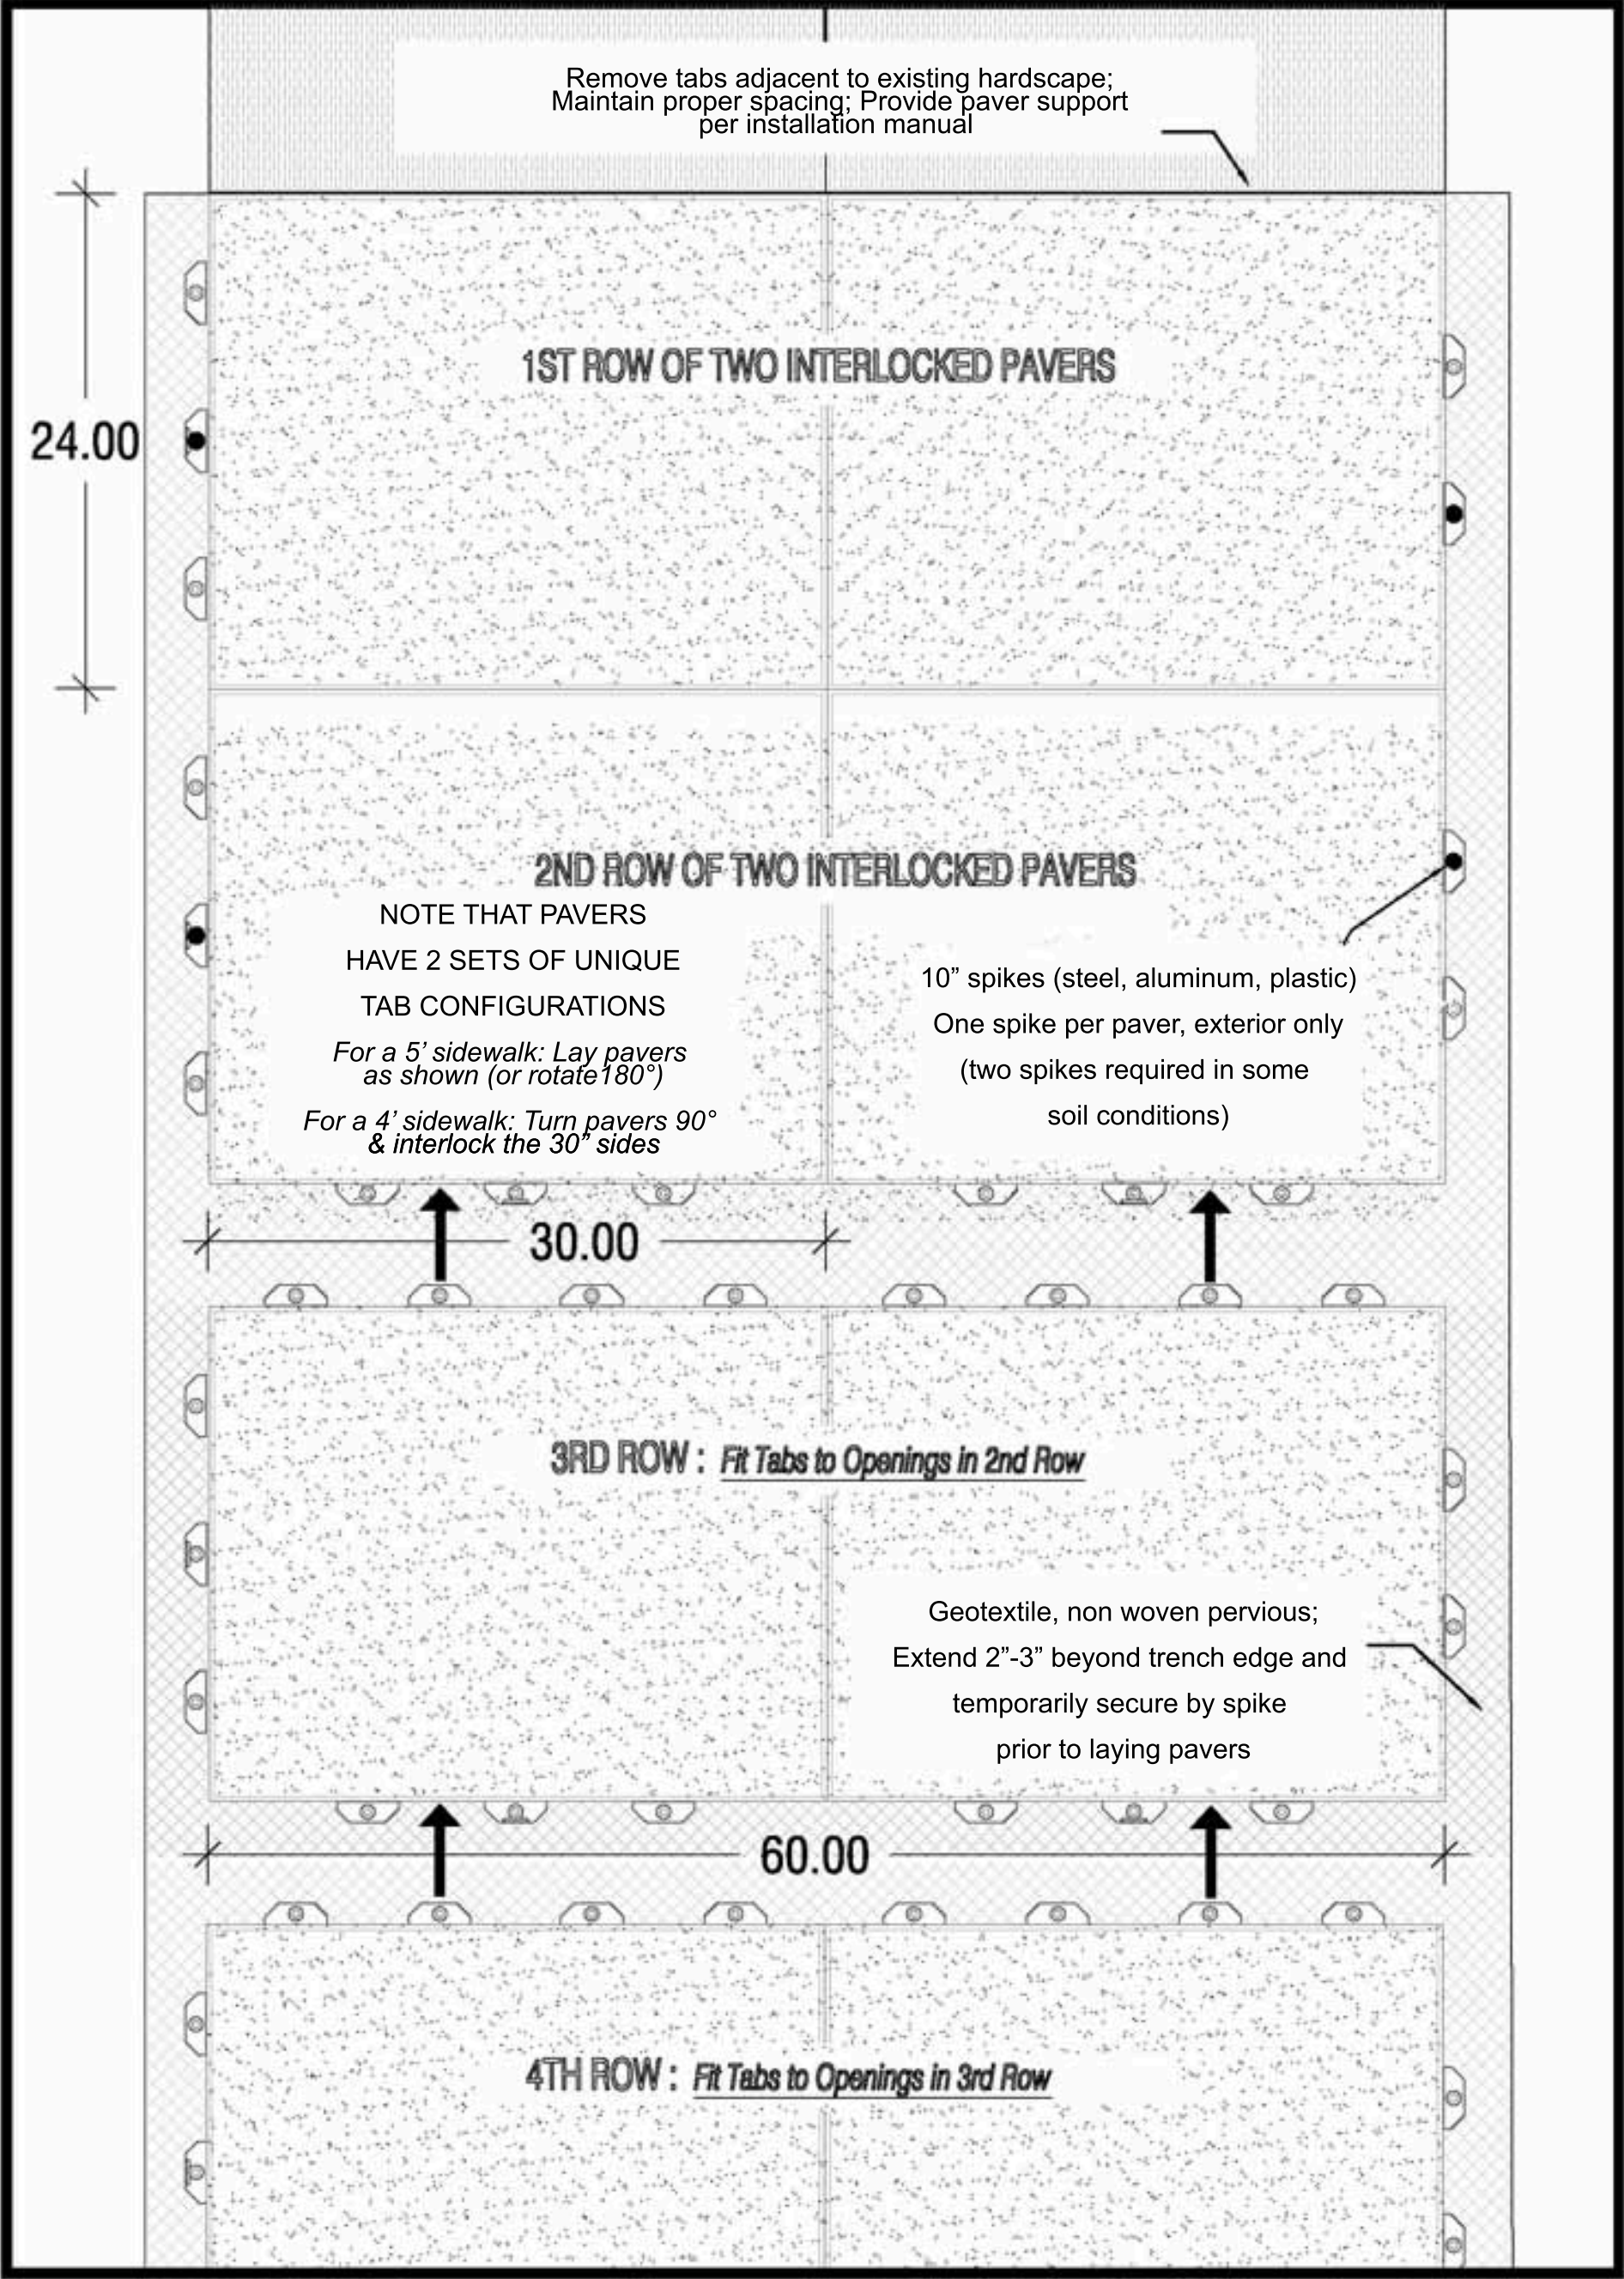 Remove tabs adjacent to existing hardscape;
Maintain proper spacing; Provide paver support
per installation manual
1ST ROW OF TWO INTERLOCKED PAVERS
24.00
2ND ROW OF TWO INTERLOCKED PAVERS
NOTE THAT PAVERS
HAVE 2 SETS OF UNIQUE
TAB CONFIGURATIONS
For a 5’ sidewalk: Lay pavers
as shown (or rotate180°)
For a 4’ sidewalk: Turn pavers 90°
& interlock the 30” sides
10” spikes (steel, aluminum, plastic)
One spike per paver, exterior only
(two spikes required in some
soil conditions)
30.00
3RD ROW : Fit Tabs to Openings in 2nd Row
Geotextile, non woven pervious;
Extend 2”-3” beyond trench edge and
temporarily secure by spike
prior to laying pavers
60.00
4TH ROW : Fit Tabs to Openings in 3rd Row